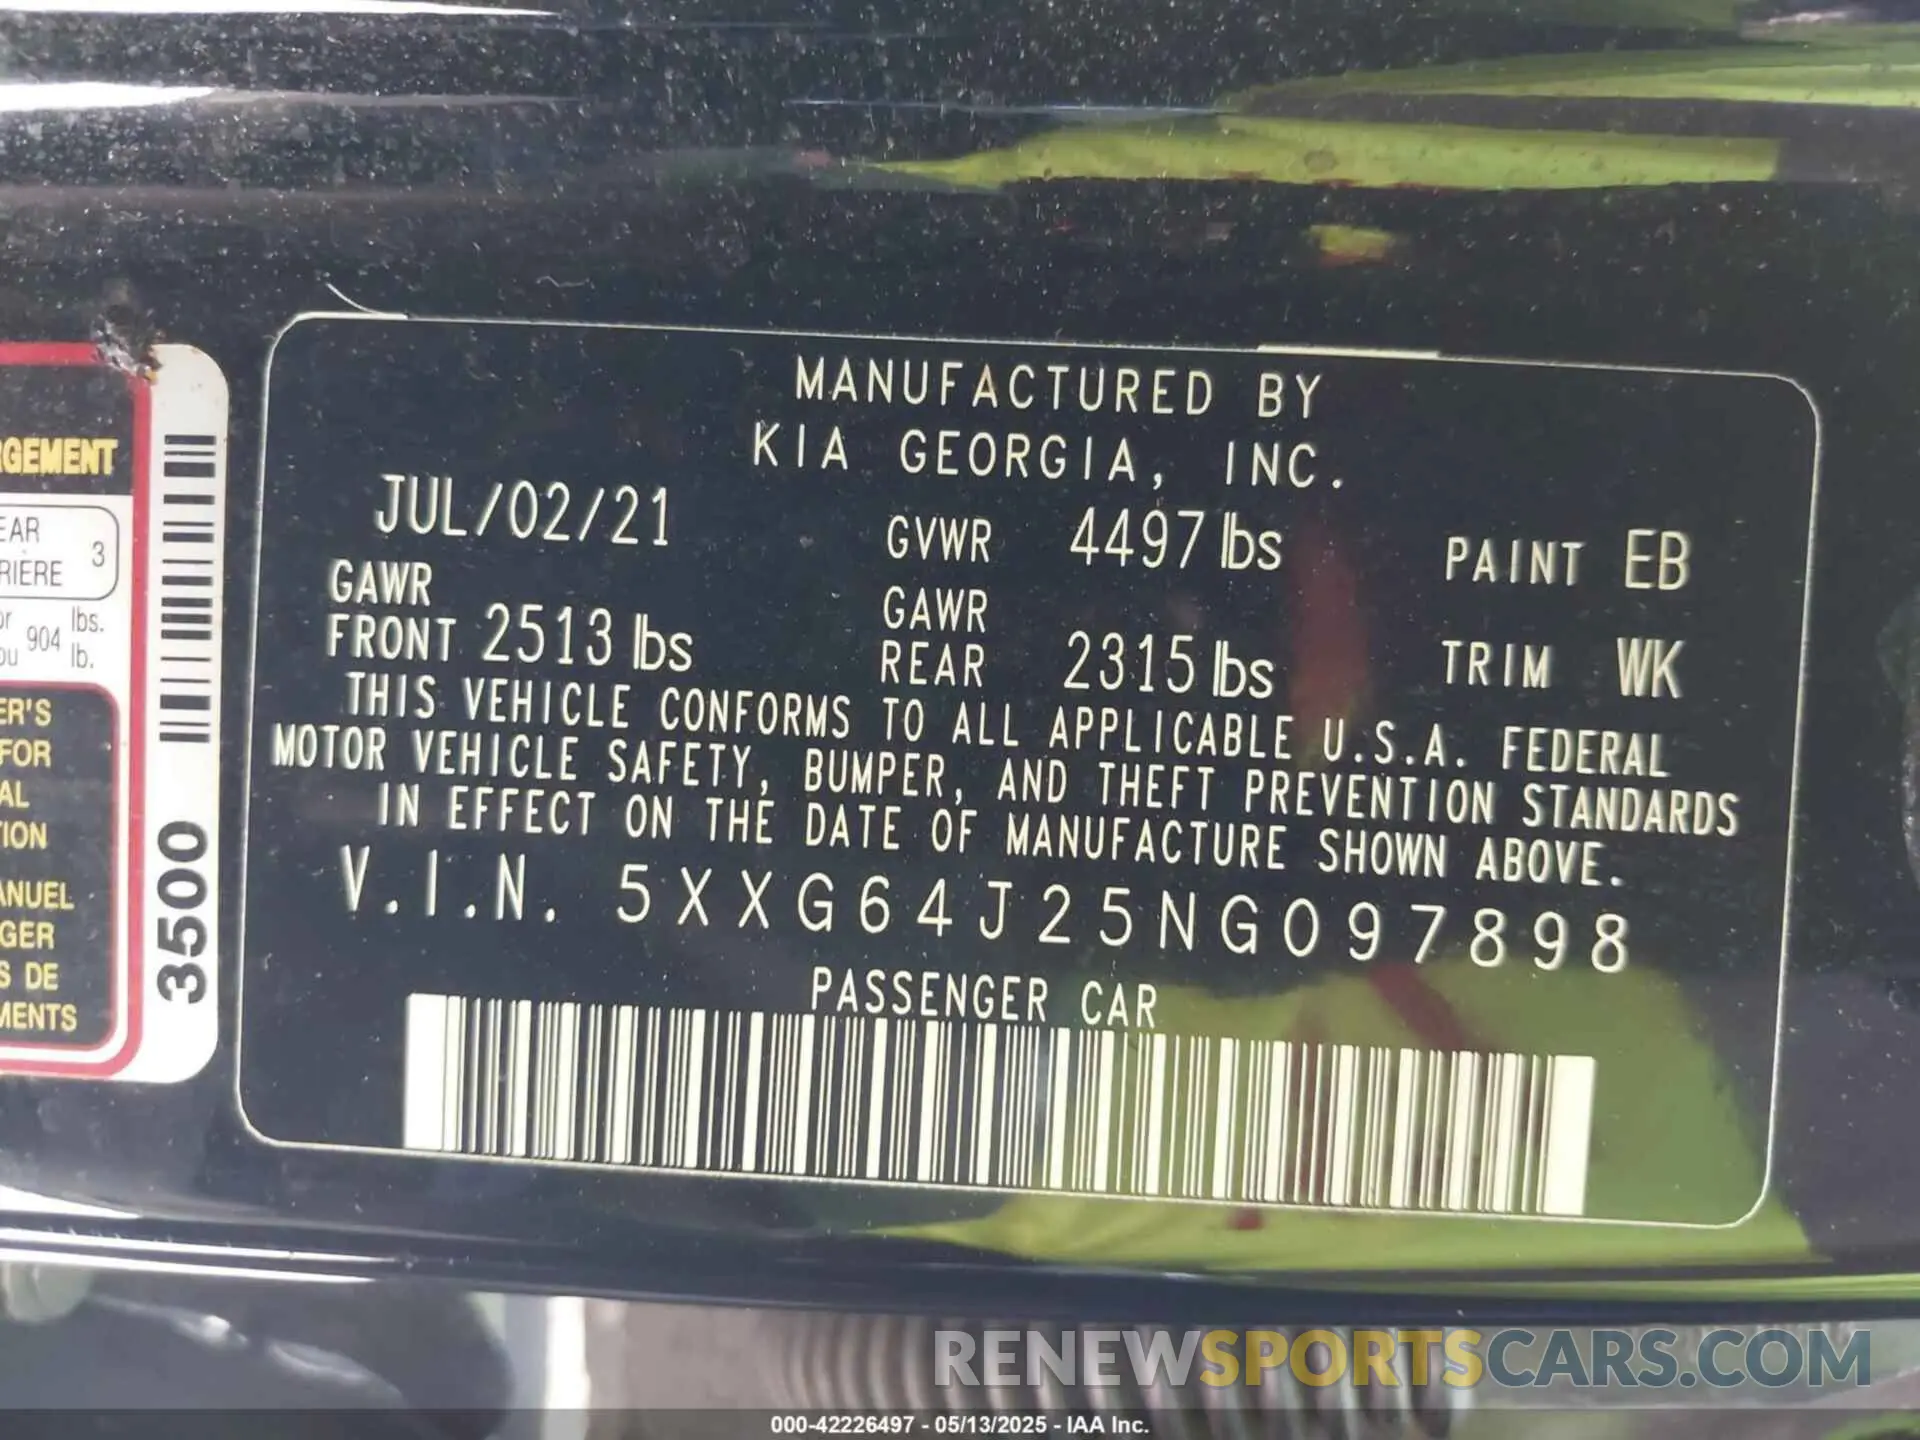 MANUFACTURED BY
KIA GEORGIA, INC.
JUL/02/21
GVWR 4497 lbs
PAINT EB
GAWR
FRONT 2513 lbs
GAWR
REAR 2315 lbs
TRIM WK
THIS VEHICLE CONFORMS TO ALL APPLICABLE U.S.A. FEDERAL
MOTOR VEHICLE SAFETY, BUMPER, AND THEFT PREVENTION STANDARDS
IN EFFECT ON THE DATE OF MANUFACTURE SHOWN ABOVE.
V.I.N. 5XXG64J25NG097898
PASSENGER CAR
RGEMENT
EAR
RIÈRE 3
or
ou 904 lbs.
lb.
ER'S
FOR
AL
TION
ANUEL
GER
S DE
MENTS
3500
RENEWSPORTSCARS.COM
000-42226497 - 05/13/2025 - IAA Inc.